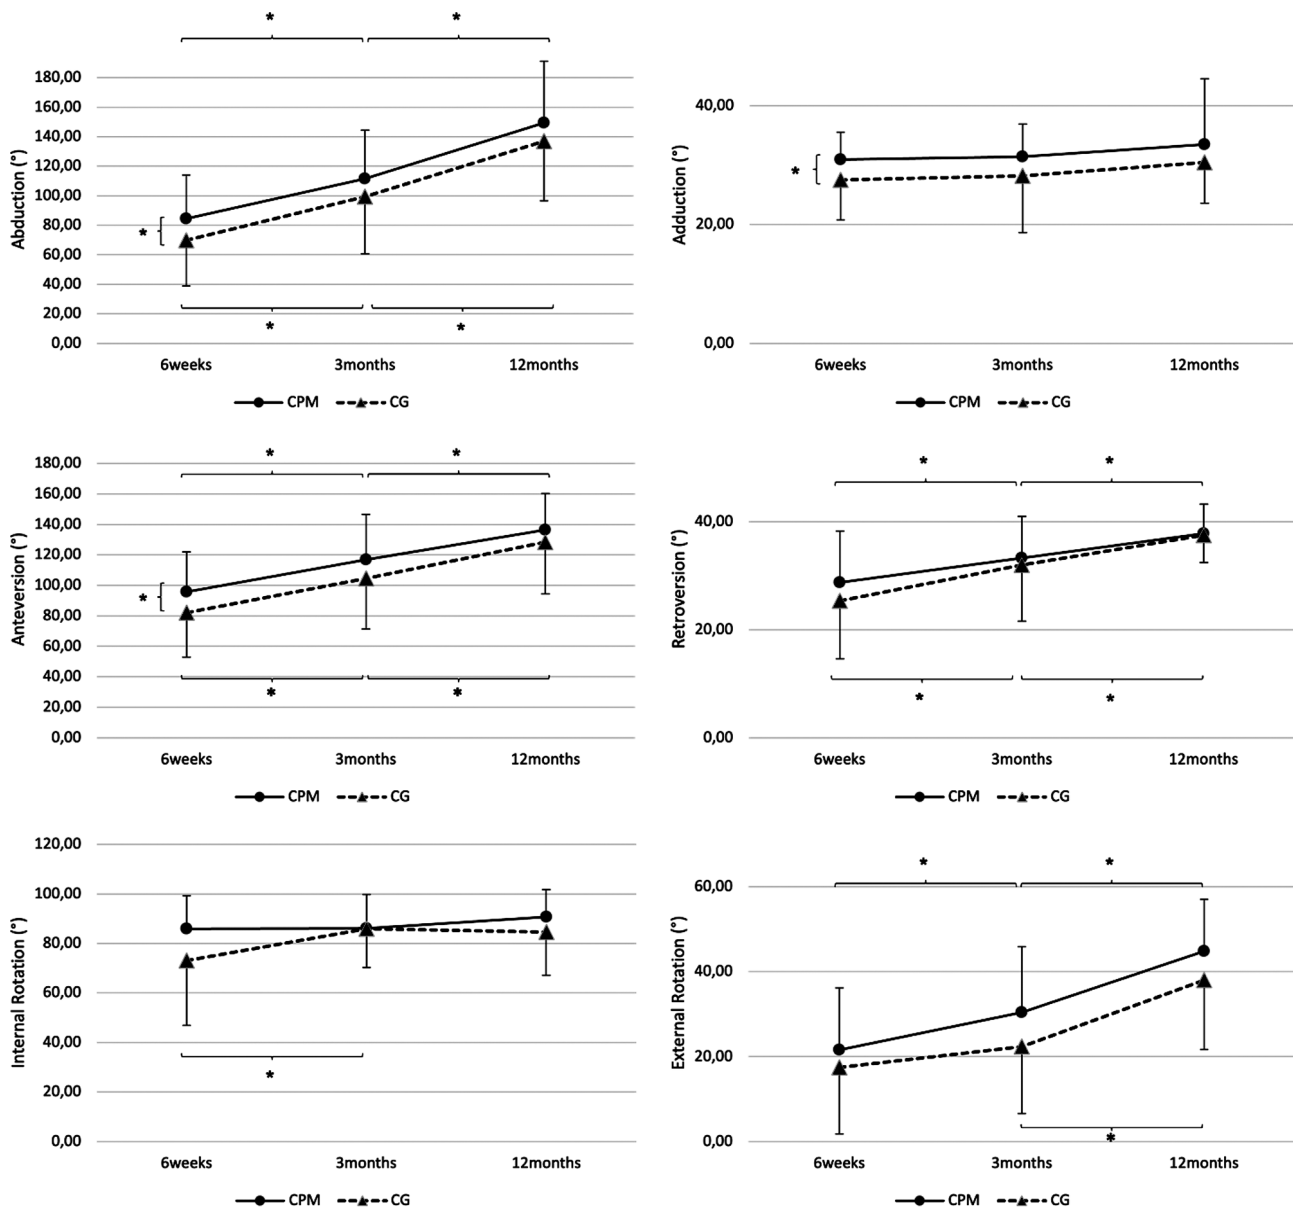 *
*
180,00
160,00
140,00
120,00
100,00
80,00
60,00
40,00
20,00
0,00
Abduction (°)
*
*
*
6weeks
3months
12months
CPM
CG
40,00
20,00
0,00
Adduction (°)
*
6weeks
3months
12months
CPM
CG
*
*
180,00
160,00
140,00
120,00
100,00
80,00
60,00
40,00
20,00
0,00
Anteversion (°)
*
*
*
6weeks
3months
12months
CPM
CG
*
*
40,00
20,00
0,00
Retroversion (°)
*
*
6weeks
3months
12months
CPM
CG
120,00
100,00
80,00
60,00
40,00
20,00
0,00
Internal Rotation (°)
*
6weeks
3months
12months
CPM
CG
*
*
60,00
40,00
20,00
0,00
External Rotation (°)
*
6weeks
3months
12months
CPM
CG